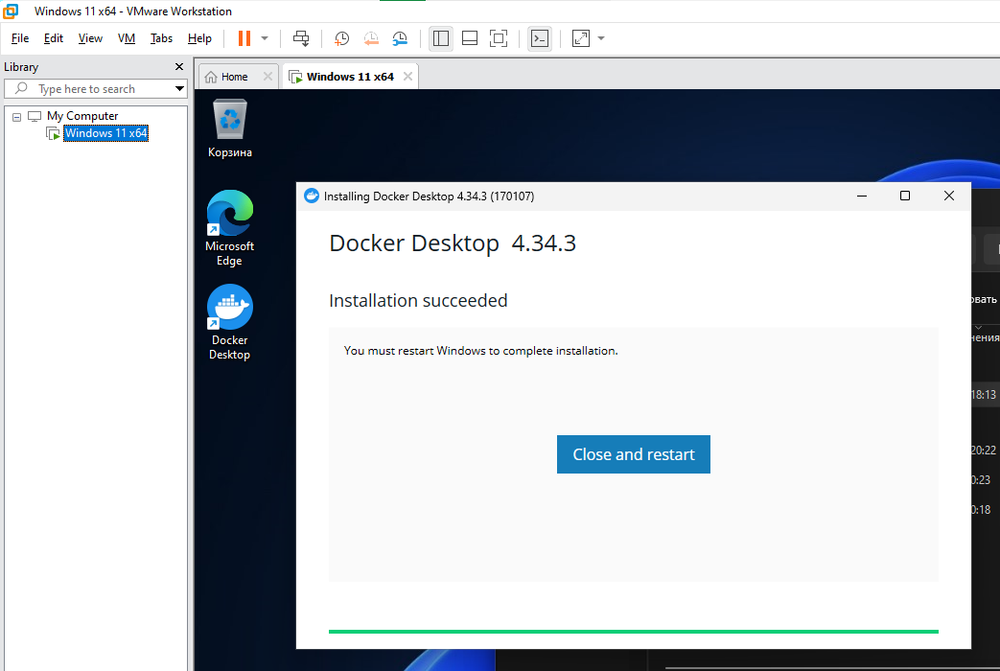 Windows 11 x64 - VMware Workstation
File Edit View VM Tabs Help
Library
Type here to search
Home
Windows 11 x64
My Computer
Windows 11 x64
Корзина
Microsoft
Edge
Docker
Desktop
Installing Docker Desktop 4.34.3 (170107)
Docker Desktop 4.34.3
Installation succeeded
You must restart Windows to complete installation.
Close and restart
овать
нения
18:13
20:22
0:23
0:18